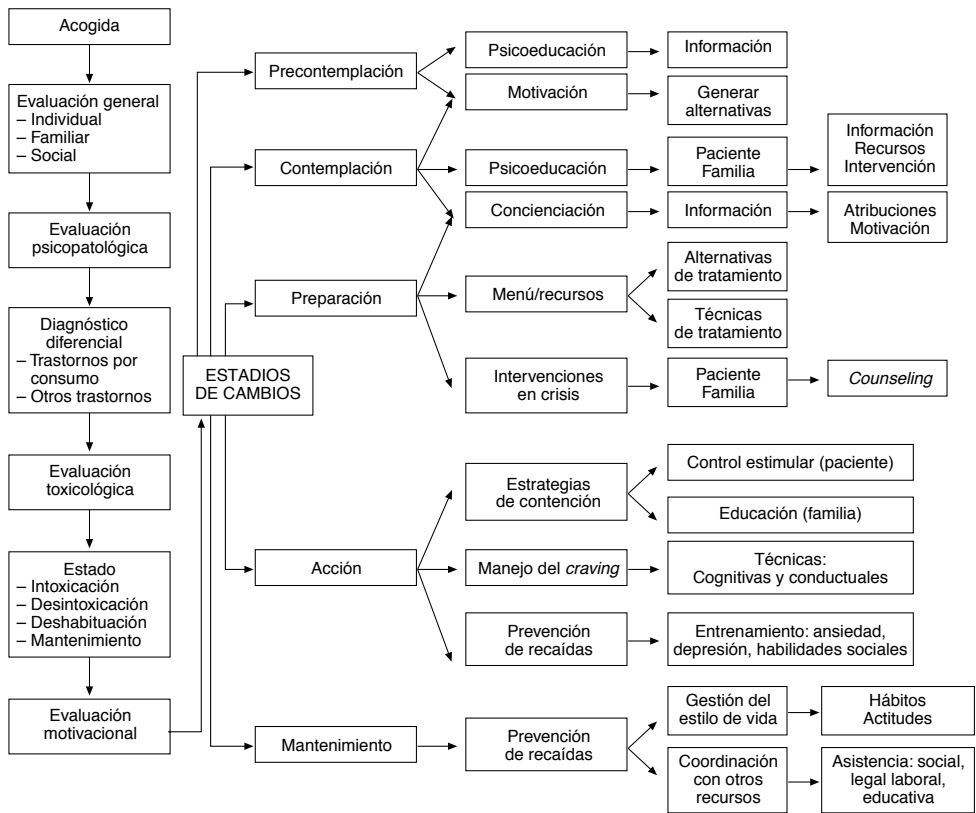 Acogida
Evaluación general
– Individual
– Familiar
– Social
Evaluación
psicopatológica
Diagnóstico
diferencial
– Trastornos por
consumo
– Otros trastornos
Evaluación
toxicológica
Estado
– Intoxicación
– Desintoxicación
– Deshabituación
– Mantenimiento
Evaluación
motivacional
ESTADIOS
DE CAMBIOS
Precontemplación
Psicoeducación
Información
Motivación
Generar
alternativas
Contemplación
Psicoeducación
Paciente
Familia
Información
Recursos
Intervención
Concienciación
Información
Atribuciones
Motivación
Preparación
Menú/recursos
Alternativas
de tratamiento
Técnicas
de tratamiento
Intervenciones
en crisis
Paciente
Familia
Counseling
Acción
Estrategias
de contención
Control estimular (paciente)
Educación (familia)
Manejo del craving
Técnicas:
Cognitivas y conductuales
Prevención
de recaídas
Entrenamiento: ansiedad,
depresión, habilidades sociales
Mantenimiento
Prevención
de recaídas
Gestión del
estilo de vida
Hábitos
Actitudes
Coordinación
con otros
recursos
Asistencia: social,
legal laboral,
educativa